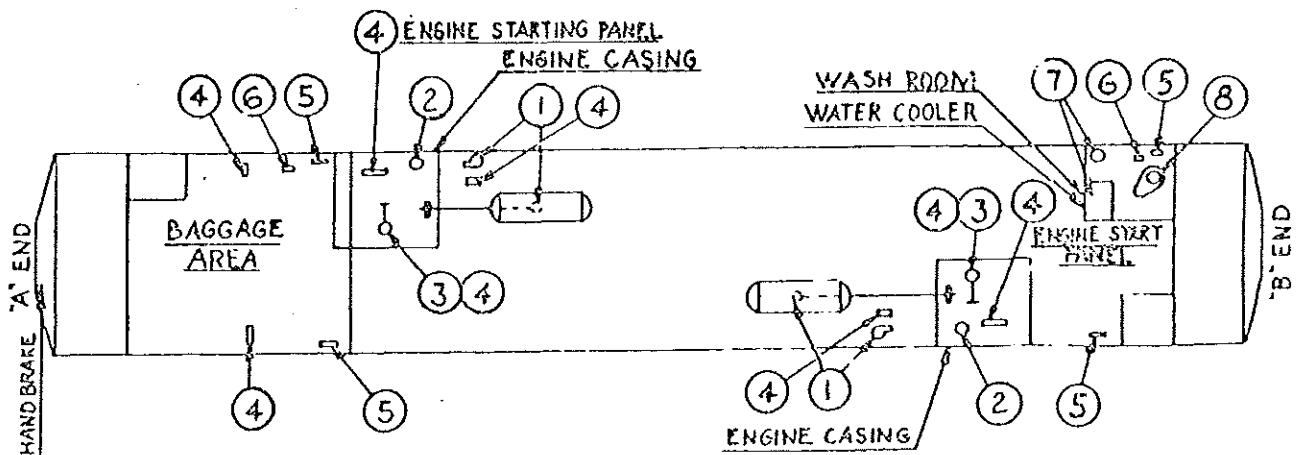 ④ ENGINE STARTING PANEL
ENGINE CASING
④ ⑥ ⑤ ② ① ④
WASH ROOM
WATER COOLER
⑦ ⑥ ⑤ ⑧
"A" END
HANDBRAKE
BAGGAGE
AREA
③ ④
④ ③ ④
ENGINE START
PANEL
"B" END
④ ⑤
④ ① ② ⑤
ENGINE CASING